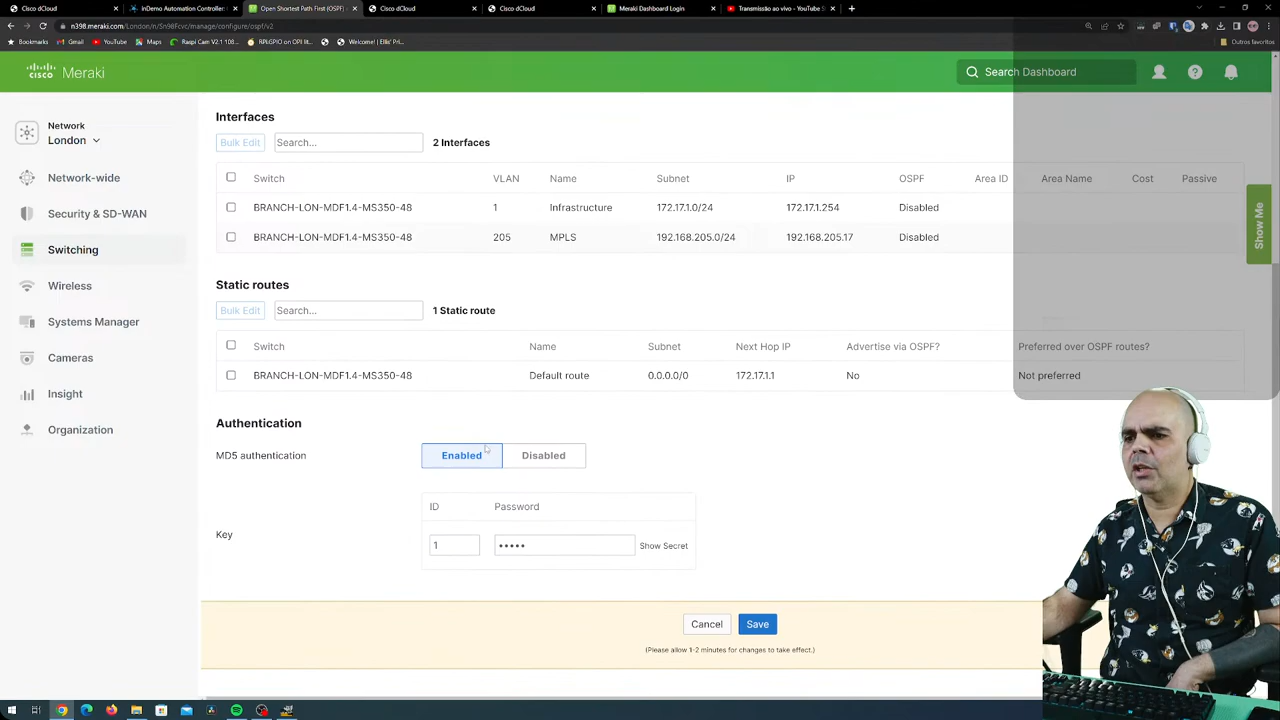 Cisco dCloud
InDemo Automation Controller
Open Shortest Path First (OSPF)
Cisco dCloud
Cisco dCloud
Meraki Dashboard Login
Transmissão ao vivo - YouTube S
n398.meraki.com/London/n/Sn98Fcvc/manage/configure/ospf/v2
Bookmarks
Gmail
YouTube
Maps
Raspi Cam V2.1 108...
RPI.GPIO on OPI lit...
Welcome! | Ellis' Pri...
Outros favoritos
CISCO Meraki
Search Dashboard
Network
London
Network-wide
Security & SD-WAN
Switching
Wireless
Systems Manager
Cameras
Insight
Organization
Interfaces
Bulk Edit Search... 2 Interfaces
Switch VLAN Name Subnet IP OSPF Area ID Area Name Cost Passive
BRANCH-LON-MDF1.4-MS350-48 1 Infrastructure 172.17.1.0/24 172.17.1.254 Disabled
BRANCH-LON-MDF1.4-MS350-48 205 MPLS 192.168.205.0/24 192.168.205.17 Disabled
Show Me
Static routes
Bulk Edit Search... 1 Static route
Switch Name Subnet Next Hop IP Advertise via OSPF? Preferred over OSPF routes?
BRANCH-LON-MDF1.4-MS350-48 Default route 0.0.0.0/0 172.17.1.1 No Not preferred
Authentication
MD5 authentication Enabled Disabled
ID Password
Key 1 ••••• Show Secret
Cancel Save
(Please allow 1-2 minutes for changes to take effect.)